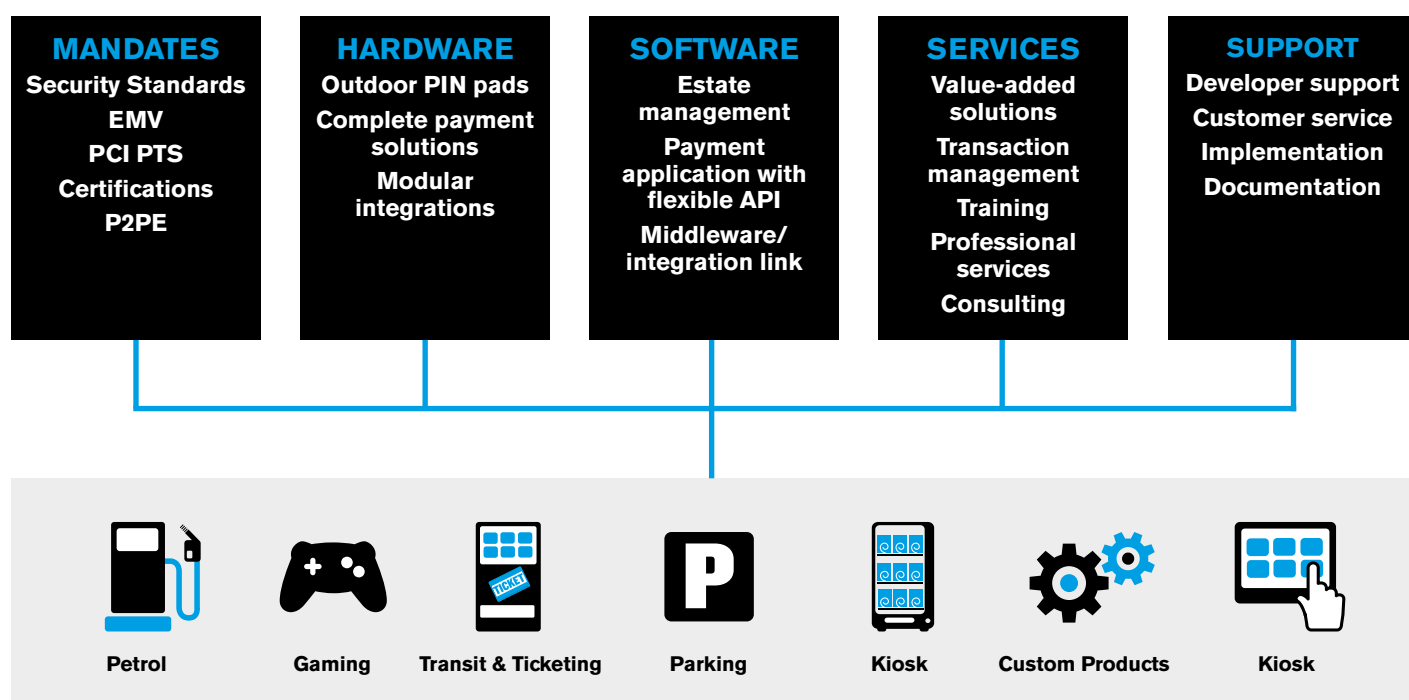 MANDATES
Security Standards
EMV
PCI PTS
Certifications
P2PE
HARDWARE
Outdoor PIN pads
Complete payment
solutions
Modular
integrations
SOFTWARE
Estate
management
Payment
application with
flexible API
Middleware/
integration link
SERVICES
Value-added
solutions
Transaction
management
Training
Professional
services
Consulting
SUPPORT
Developer support
Customer service
Implementation
Documentation
TICKET
P
Petrol
Gaming
Transit & Ticketing
Parking
Kiosk
Custom Products
Kiosk